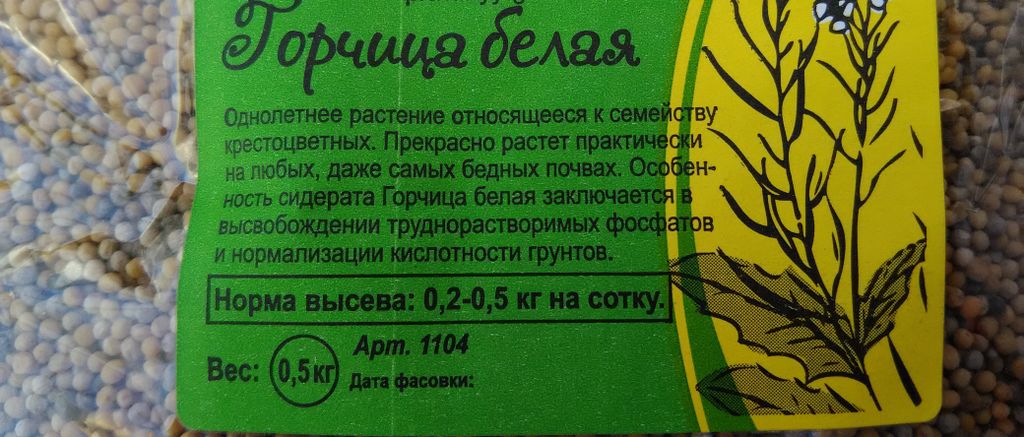 Горчица белая
Однолетнее растение относящееся к семейству
крестоцветных. Прекрасно растет практически
на любых, даже самых бедных почвах. Особен-
ность сидерата Горчица белая заключается в
высвобождении труднорастворимых фосфатов
и нормализации кислотности грунтов.
Норма высева: 0,2-0,5 кг на сотку.
Арт. 1104
Вес: 0,5кг
Дата фасовки: